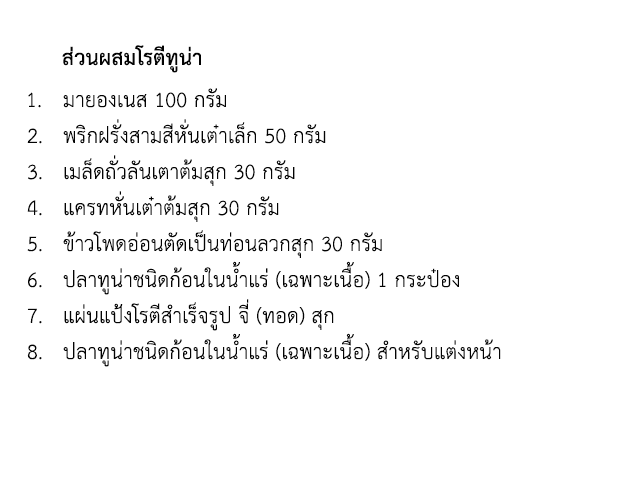 ส่วนผสมโรตีทูน่า
1. มายองเนส 100 กรัม
2. พริกฝรั่งสามสีหั่นเต๋าเล็ก 50 กรัม
3. เมล็ดถั่วลันเตาต้มสุก 30 กรัม
4. แครทหั่นเต๋าต้มสุก 30 กรัม
5. ข้าวโพดอ่อนตัดเป็นท่อนลวกสุก 30 กรัม
6. ปลาทูน่าชนิดก้อนในน้ำแร่ (เฉพาะเนื้อ) 1 กระป๋อง
7. แผ่นแป้งโรตีสำเร็จรูป จี่ (ทอด) สุก
8. ปลาทูน่าชนิดก้อนในน้ำแร่ (เฉพาะเนื้อ) สำหรับแต่งหน้า